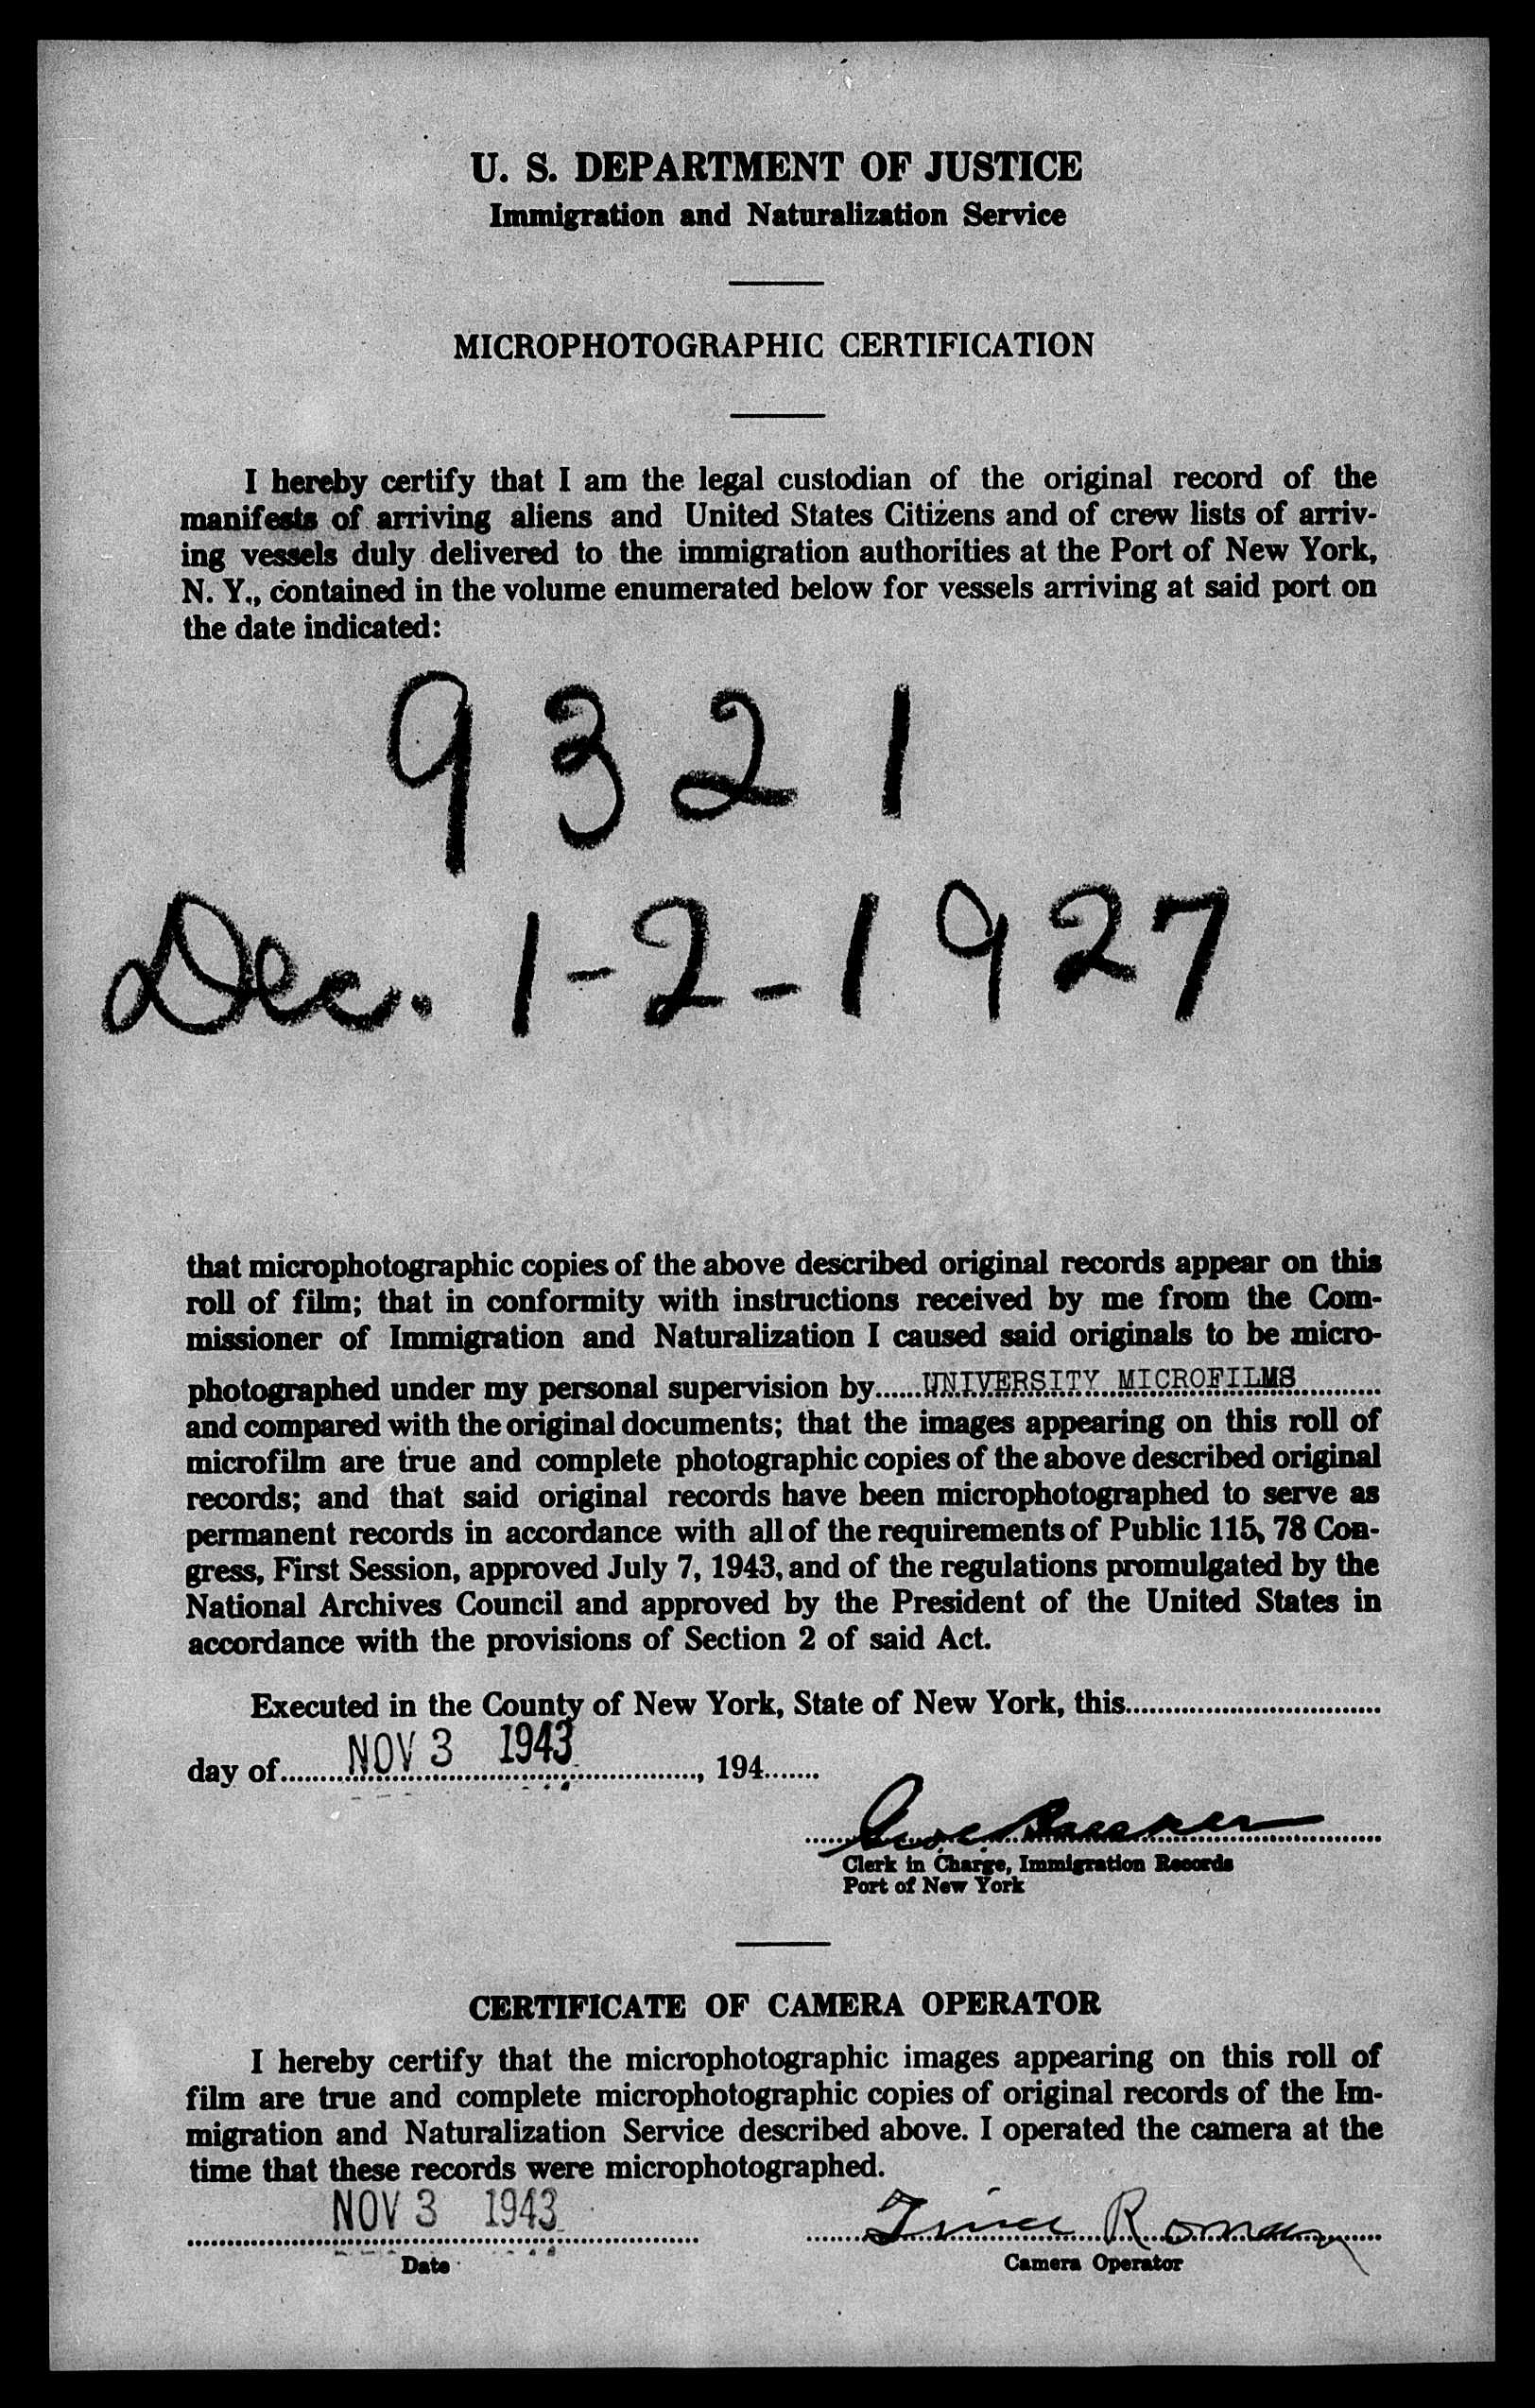 U. S. DEPARTMENT OF JUSTICE
Immigration and Naturalization Service
MICROPHOTOGRAPHIC CERTIFICATION
I hereby certify that I am the legal custodian of the original record of the
manifests of arriving aliens and United States Citizens and of crew lists of arriv-
ing vessels duly delivered to the immigration authorities at the Port of New York,
N. Y., contained in the volume enumerated below for vessels arriving at said port on
the date indicated:
9321
Dec. 1-2-1927
that microphotographic copies of the above described original records appear on this
roll of film; that in conformity with instructions received by me from the Com-
missioner of Immigration and Naturalization I caused said originals to be micro-
photographed under my personal supervision by......UNIVERSITY MICROFILMS............
and compared with the original documents; that the images appearing on this roll of
microfilm are true and complete photographic copies of the above described original
records; and that said original records have been microphotographed to serve as
permanent records in accordance with all of the requirements of Public 115, 78 Con-
gress, First Session, approved July 7, 1943, and of the regulations promulgated by the
National Archives Council and approved by the President of the United States in
accordance with the provisions of Section 2 of said Act.
Executed in the County of New York, State of New York, this................................
day of........NOV 3 1943................, 194.......
Clerk in Charge, Immigration Records
Port of New York
CERTIFICATE OF CAMERA OPERATOR
I hereby certify that the microphotographic images appearing on this roll of
film are true and complete microphotographic copies of original records of the Im-
migration and Naturalization Service described above. I operated the camera at the
time that these records were microphotographed.
NOV 3 1943
Date
Camera Operator